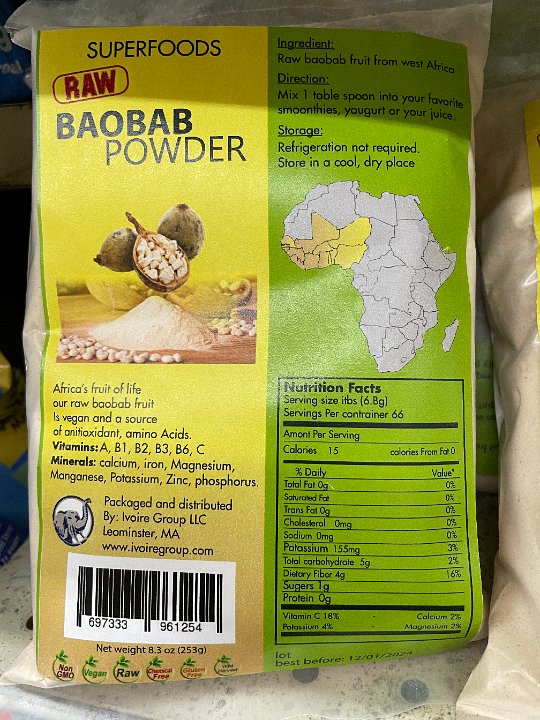 SUPERFOODS
RAW
BAOBAB
POWDER
Africa's fruit of life
our raw baobab fruit
Is vegan and a source
of anitioxidant, amino Acids.
Vitamins: A, B1, B2, B3, B6, C
Minerals: calcium, iron, Magnesium,
Manganese, Potassium, Zinc, phosphorus.
Packaged and distributed
By: Ivoire Group LLC
Leominster, MA
www.ivoiregroup.com
697333 961254
Net weight 8.3 oz (253g)
Non GMO
Vegan
Raw
Chemical Free
Gluten Free
Wild Harvest
Ingredient:
Raw baobab fruit from west Africa
Direction:
Mix 1 table spoon into your favorite
smoothies, yougurt or your juice.
Storage:
Refrigeration not required.
Store in a cool, dry place
Nutrition Facts
Serving size itbs (6.8g)
Servings Per contrainer 66
Amont Per Serving
Calories 15 calories From Fat 0
% Daily Value*
Total Fat 0g 0%
Saturated Fat 0%
Trans Fat 0g 0%
Cholesterol 0mg 0%
Sodium 0mg 0%
Potassium 155mg 3%
Total carbohydrate 5g 2%
Dietary Fiber 4g 16%
Sugers 1g
Protein 0g
Vitamin C 18% Calcium 2%
Potassium 4% Magnesium 2%
lot
best before: 12/01/2024